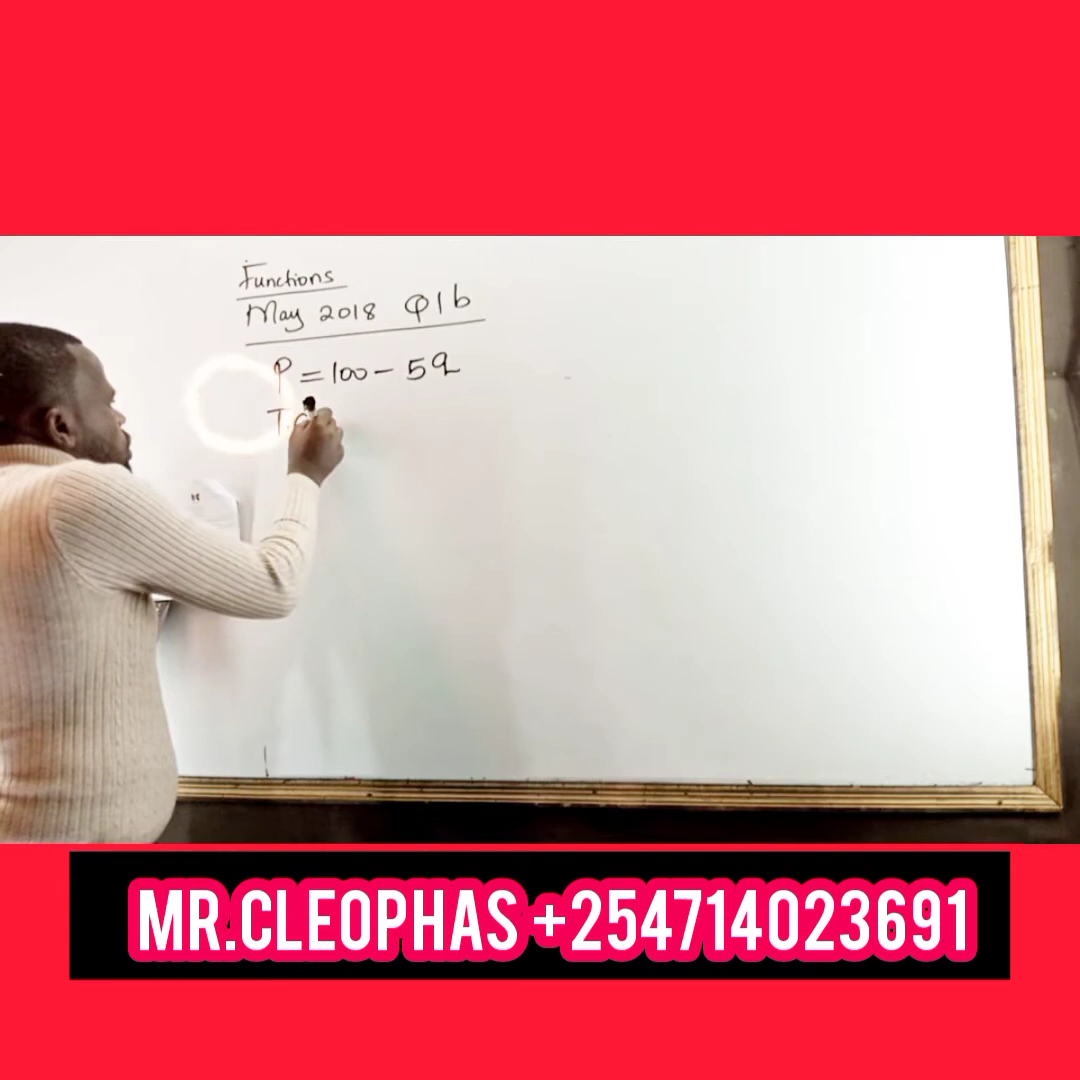 Functions
May 2018 Q1b
P = 100 - 5q
T.C
MR.CLEOPHAS +254714023691